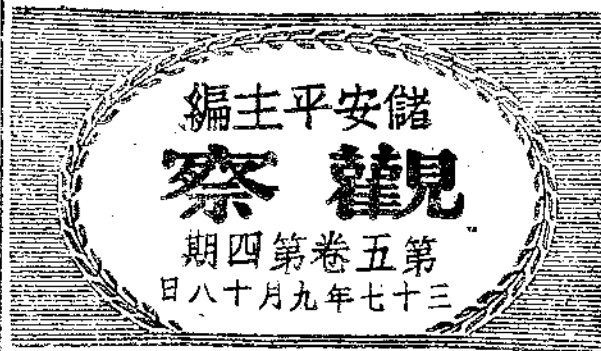 儲安平主編
觀察
第五卷第四期
三十七年九月十八日